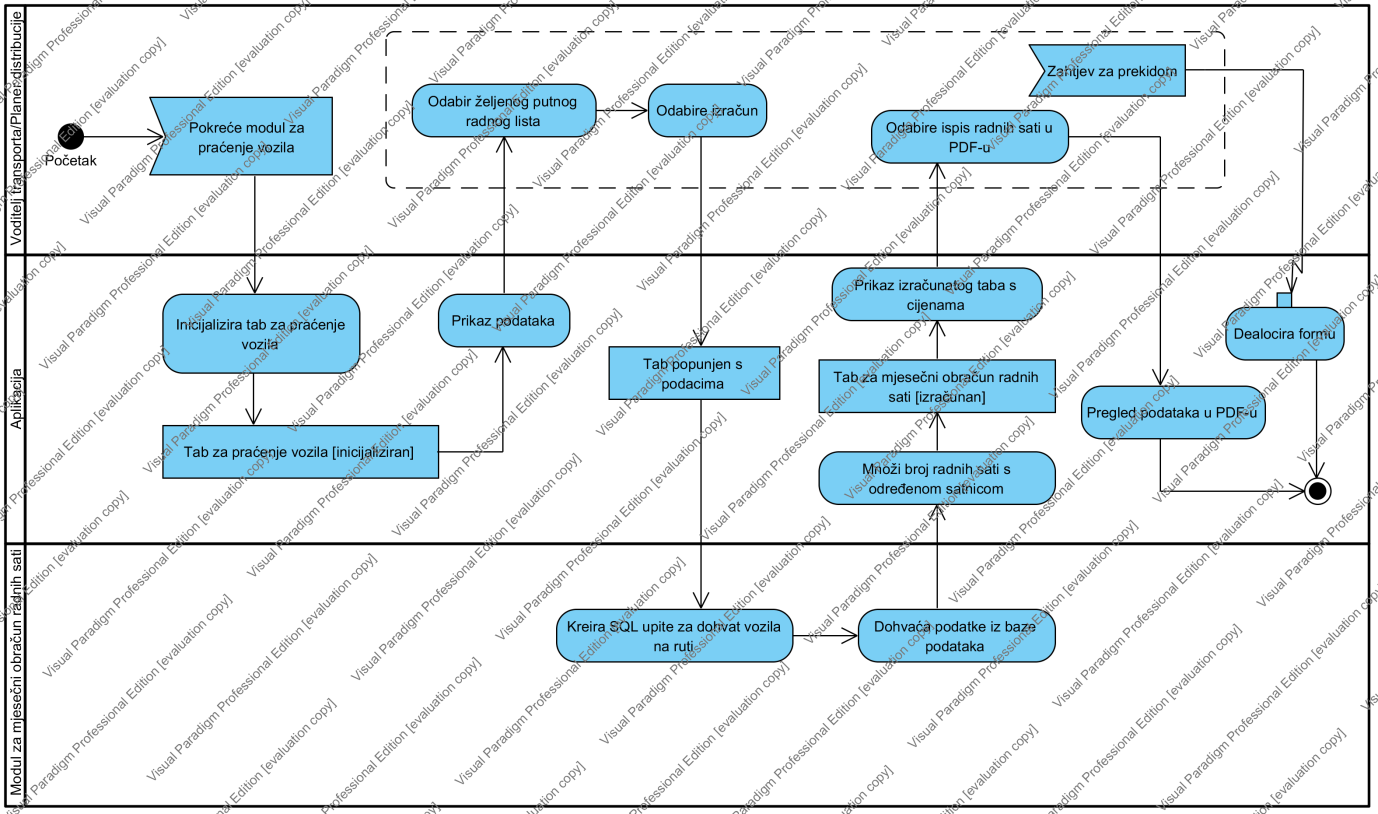 Voditelj transporta/Planer distribucije
Početak
Pokreće modul za
praćenje vozila
Odabir željenog putnog
radnog lista
Odabire izračun
Zahtjev za prekidom
Odabire ispis radnih sati u
PDF-u
Aplikacija
Inicijalizira tab za praćenje
vozila
Tab za praćenje vozila [inicijaliziran]
Prikaz podataka
Tab popunjen s
podacima
Prikaz izračunatog taba s
cijenama
Tab za mjesečni obračun radnih
sati [izračunan]
Množi broj radnih sati s
određenom satnicom
Dealocira formu
Pregled podataka u PDF-u
Modul za mjesečni obračun radnih sati
Kreira SQL upite za dohvat vozila
na ruti
Dohvaća podatke iz baze
podataka
Visual Paradigm Professional Edition [evaluation copy]